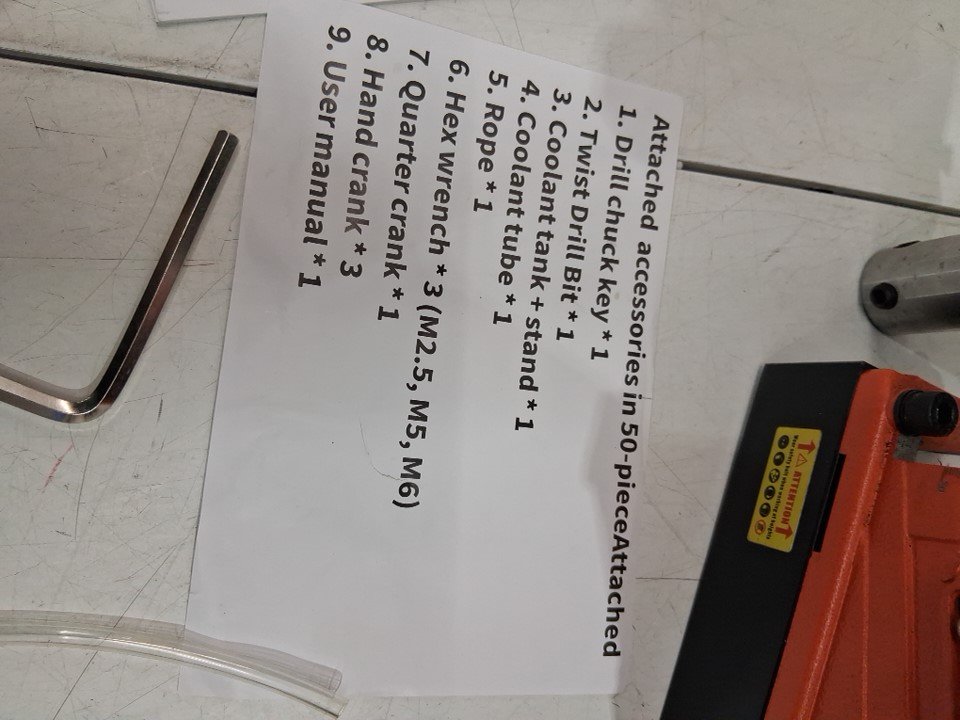 Attached accessories in 50-pieceAttached
1. Drill chuck key * 1
2. Twist Drill Bit * 1
3. Coolant tank + stand * 1
4. Coolant tube * 1
5. Rope * 1
6. Hex wrench * 3 (M2.5, M5, M6)
7. Quarter crank * 1
8. Hand crank * 3
9. User manual * 1
ATTENTION